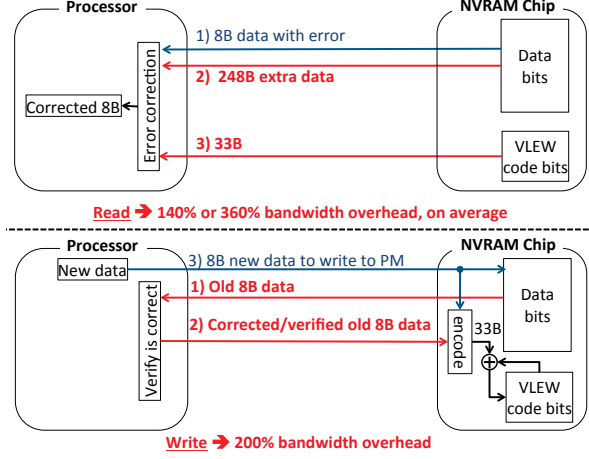 Processor
NVRAM Chip
1) 8B data with error
2) 248B extra data
Data
bits
Error correction
Corrected 8B
3) 33B
VLEW
code bits
Read ➔ 140% or 360% bandwidth overhead, on average
Processor
NVRAM Chip
New data
3) 8B new data to write to PM
1) Old 8B data
Data
bits
Verify is correct
2) Corrected/verified old 8B data
encode
33B
VLEW
code bits
Write ➔ 200% bandwidth overhead